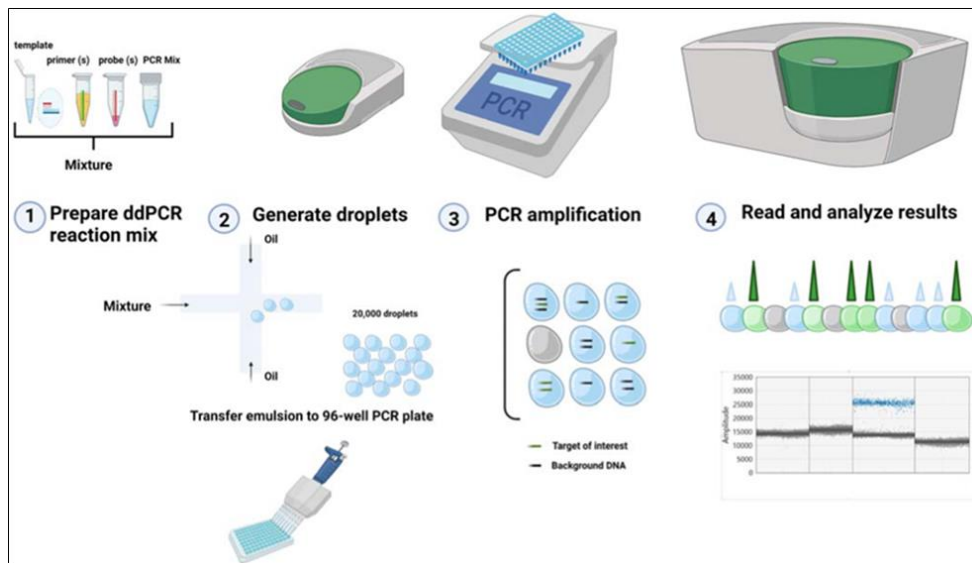 template
primer (s)
probe (s)
PCR Mix
Mixture
PCR
1 Prepare ddPCR
reaction mix
2 Generate droplets
Oil
Mixture
20,000 droplets
Oil
Transfer emulsion to 96-well PCR plate
3 PCR amplification
Target of interest
Background DNA
4 Read and analyze results
Amplitude
35000
30000
25000
20000
15000
10000
5000
0